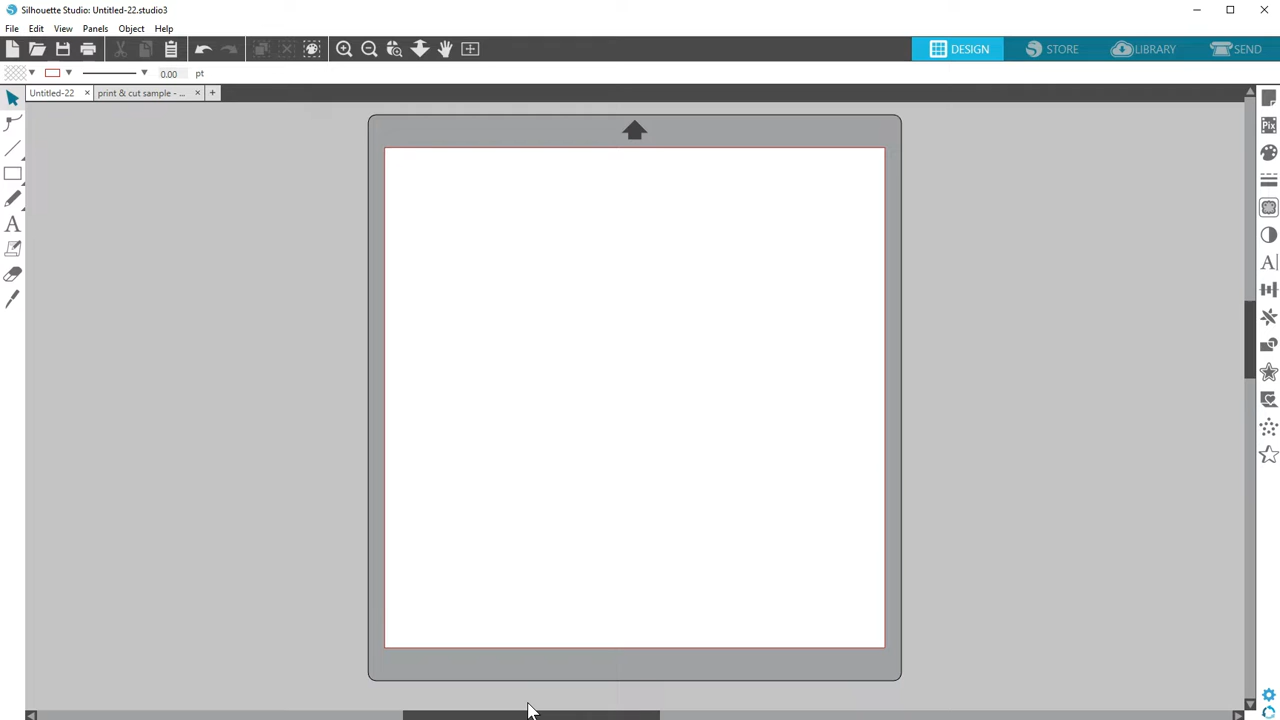 Silhouette Studio: Untitled-22.studio3
File Edit View Panels Object Help
DESIGN STORE LIBRARY SEND
0.00 pt
Untitled-22 print & cut sample - ...
Pix